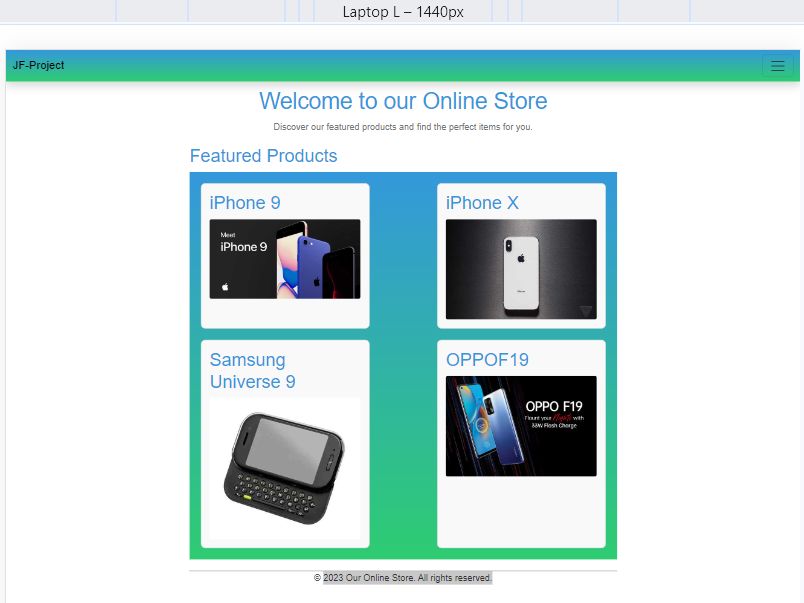 Laptop L – 1440px
JF-Project
Welcome to our Online Store
Discover our featured products and find the perfect items for you.
Featured Products
iPhone 9
Meet
iPhone 9
iPhone X
Samsung
Universe 9
OPPOF19
OPPO F19
Flaunt your Nights with
33W Flash Charge
© 2023 Our Online Store. All rights reserved.